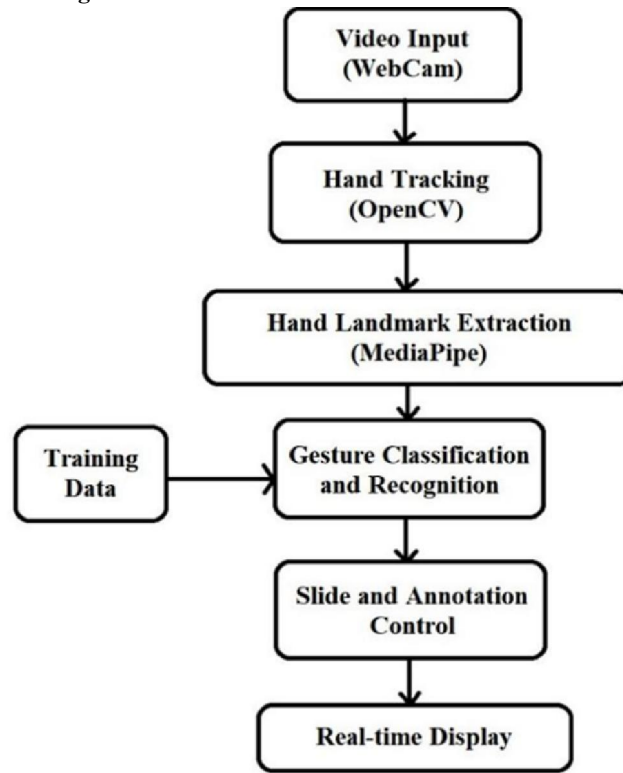 Video Input
(WebCam)
Hand Tracking
(OpenCV)
Hand Landmark Extraction
(MediaPipe)
Training
Data
Gesture Classification
and Recognition
Slide and Annotation
Control
Real-time Display